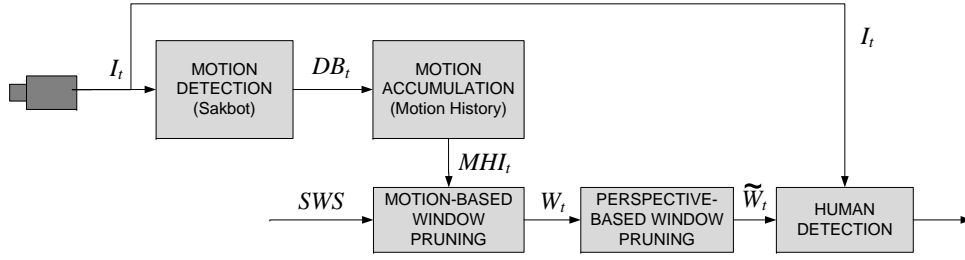 I_t
MOTION
DETECTION
(Sakbot)
DB_t
MOTION
ACCUMULATION
(Motion History)
I_t
MHI_t
SWS
MOTION-BASED
WINDOW
PRUNING
W_t
PERSPECTIVE-
BASED WINDOW
PRUNING
W̃_t
HUMAN
DETECTION